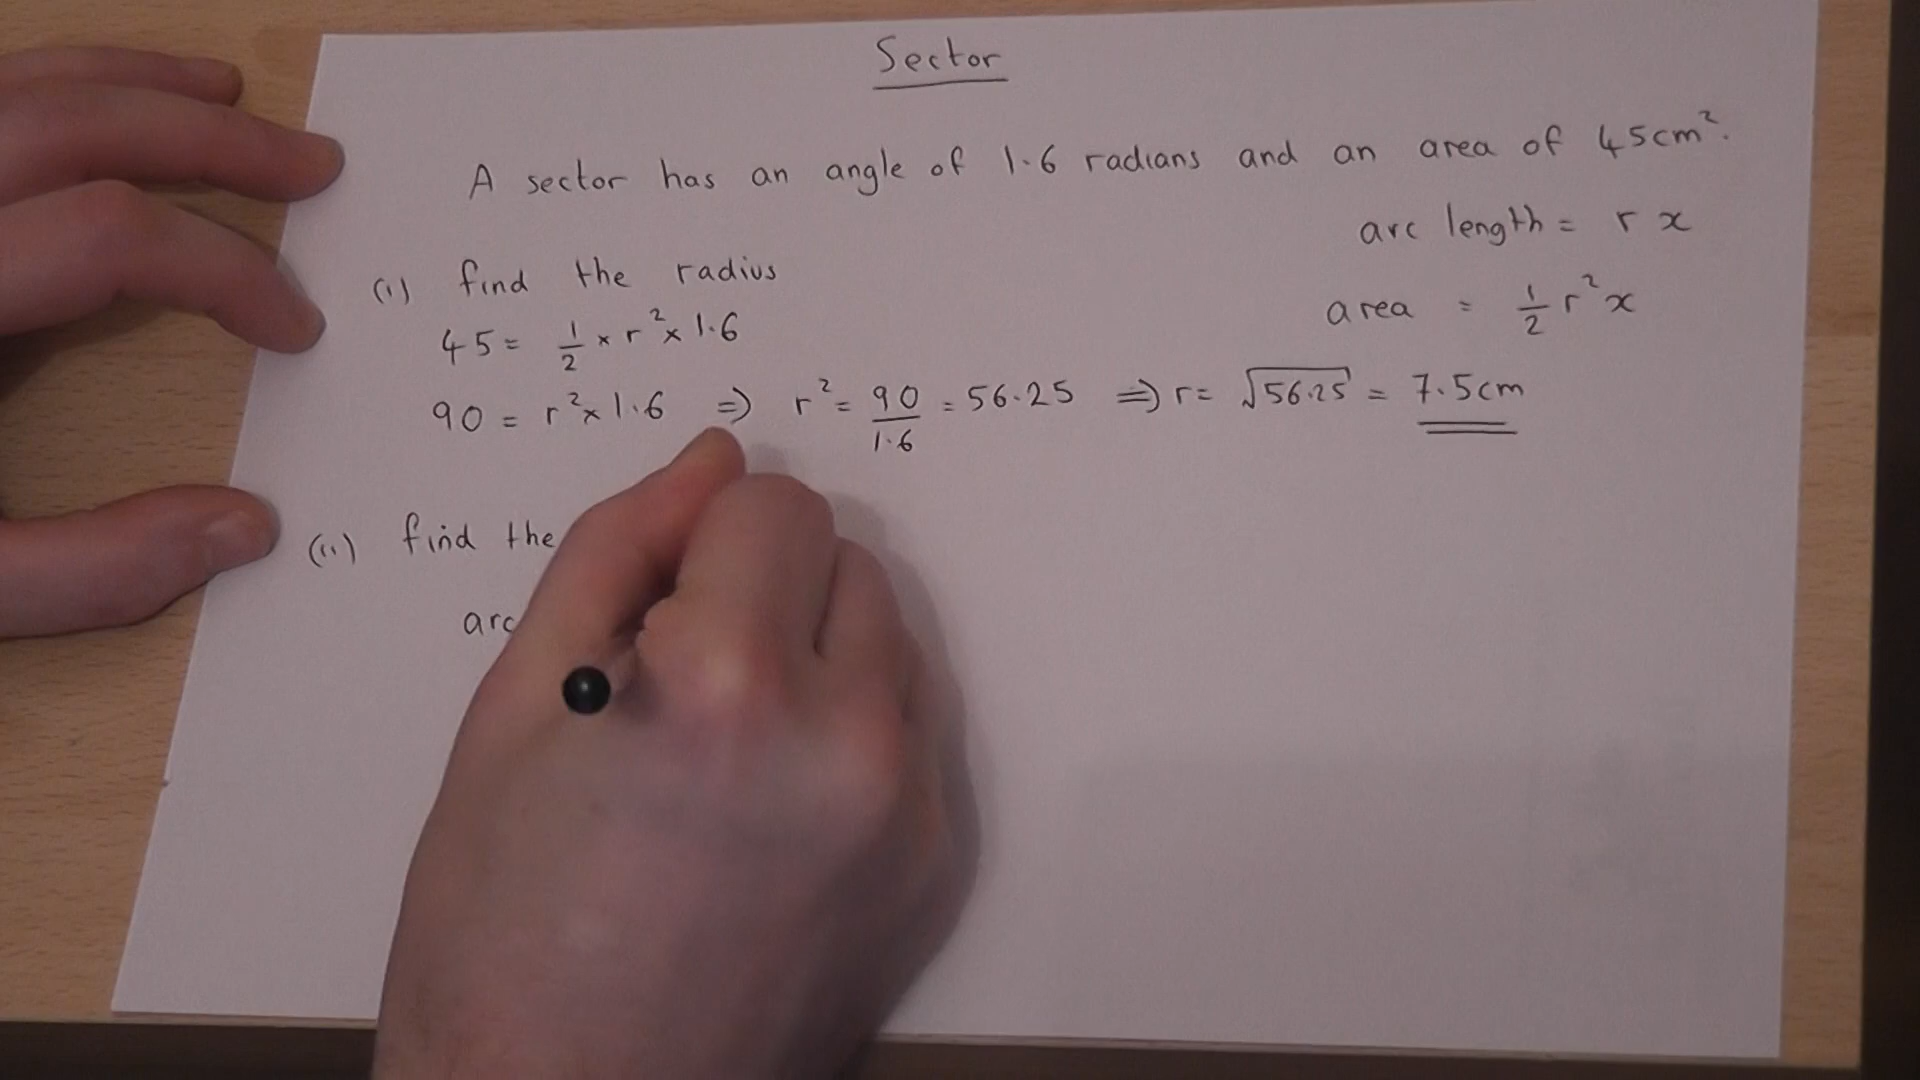 Sector
A sector has an angle of 1.6 radians and an area of 45cm².
arc length = r x
(i) find the radius
area = 1/2 r² x
45 = 1/2 × r² × 1.6
90 = r² × 1.6 ⇒ r² = 90/1.6 = 56.25 ⇒ r = √56.25 = 7.5cm
(ii) find the
arc